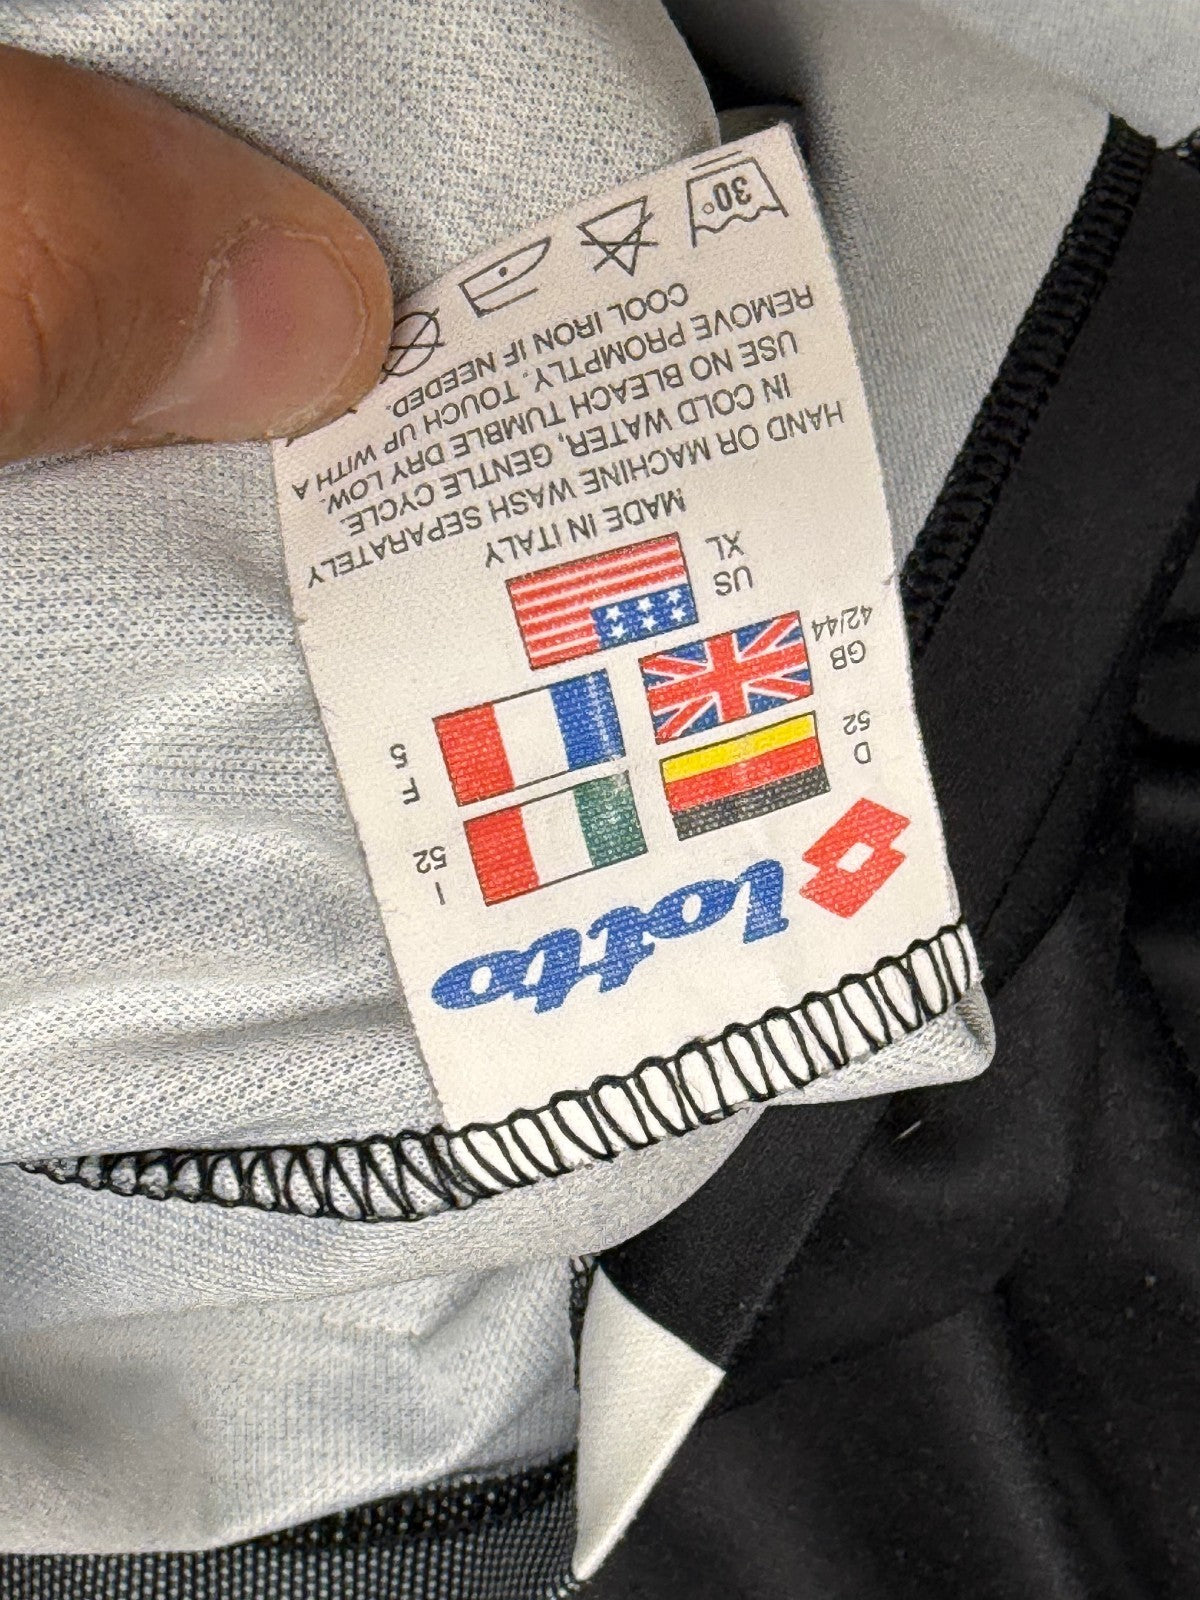 lotto
I
52
D
52
F
5
GB
42/44
US
XL
MADE IN ITALY
HAND OR MACHINE WASH SEPARATELY
IN COLD WATER, GENTLE CYCLE.
USE NO BLEACH TUMBLE DRY LOW.
REMOVE PROMPTLY. TOUCH UP WITH A
COOL IRON IF NEEDED.
30°